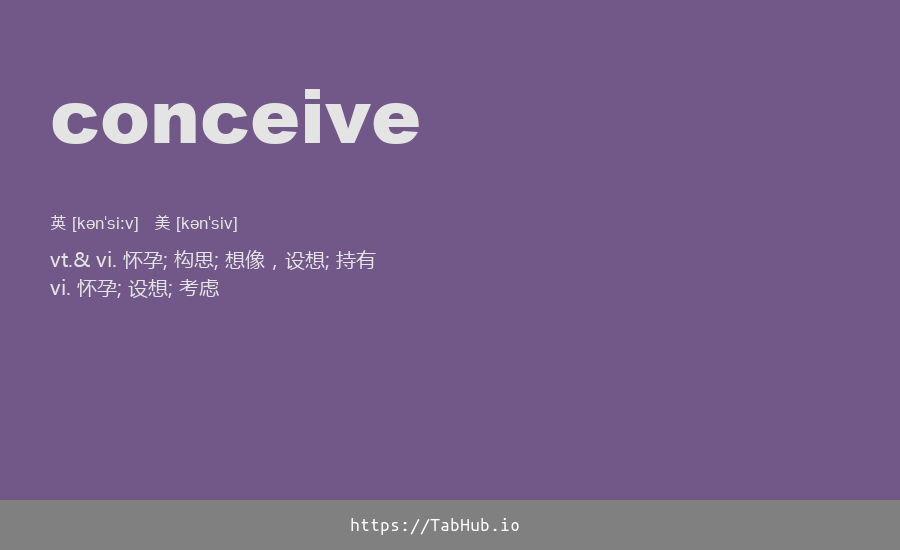 conceive
英 [kən'si:v] 美 [kən'siv]
vt.& vi. 怀孕; 构思; 想像，设想; 持有
vi. 怀孕; 设想; 考虑
https://TabHub.io